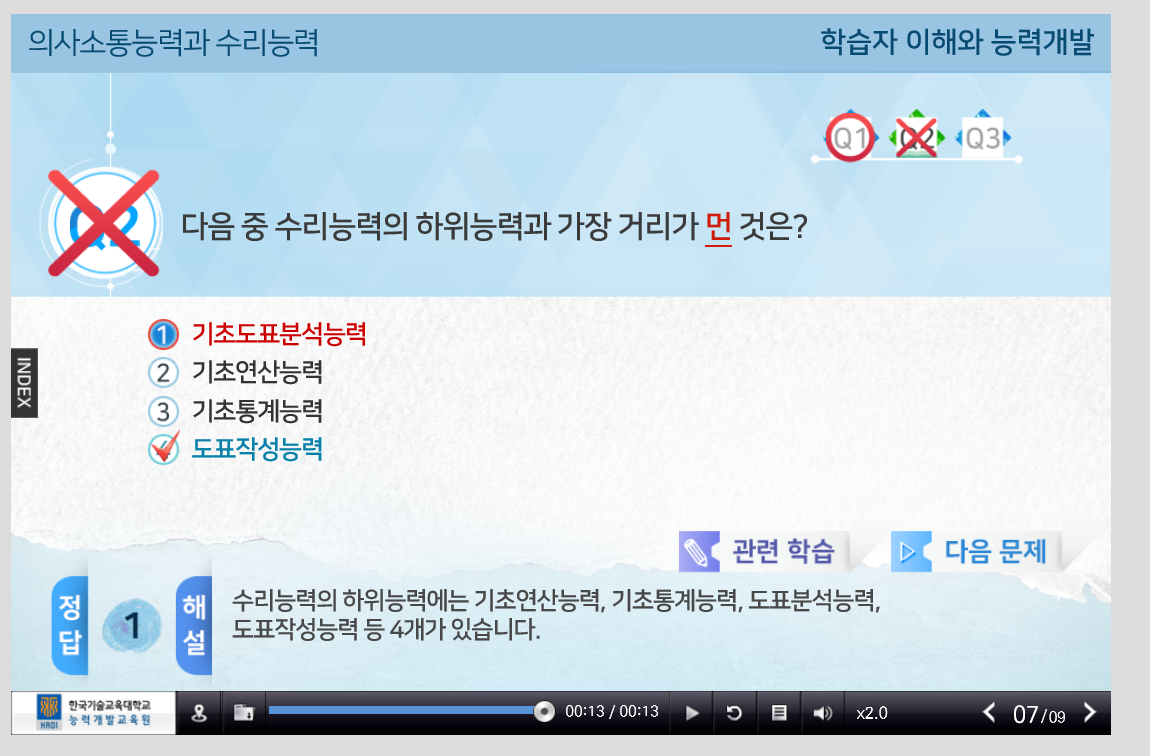 의사소통능력과 수리능력
학습자 이해와 능력개발
Q1 Q2 Q3
Q2
다음 중 수리능력의 하위능력과 가장 거리가 먼 것은?
1 기초도표분석능력
2 기초연산능력
3 기초통계능력
도표작성능력
INDEX
관련 학습
다음 문제
정답
1
해설
수리능력의 하위능력에는 기초연산능력, 기초통계능력, 도표분석능력,
도표작성능력 등 4개가 있습니다.
한국기술교육대학교
능력개발교육원
HRDI
00:13 / 00:13
x2.0
07/09